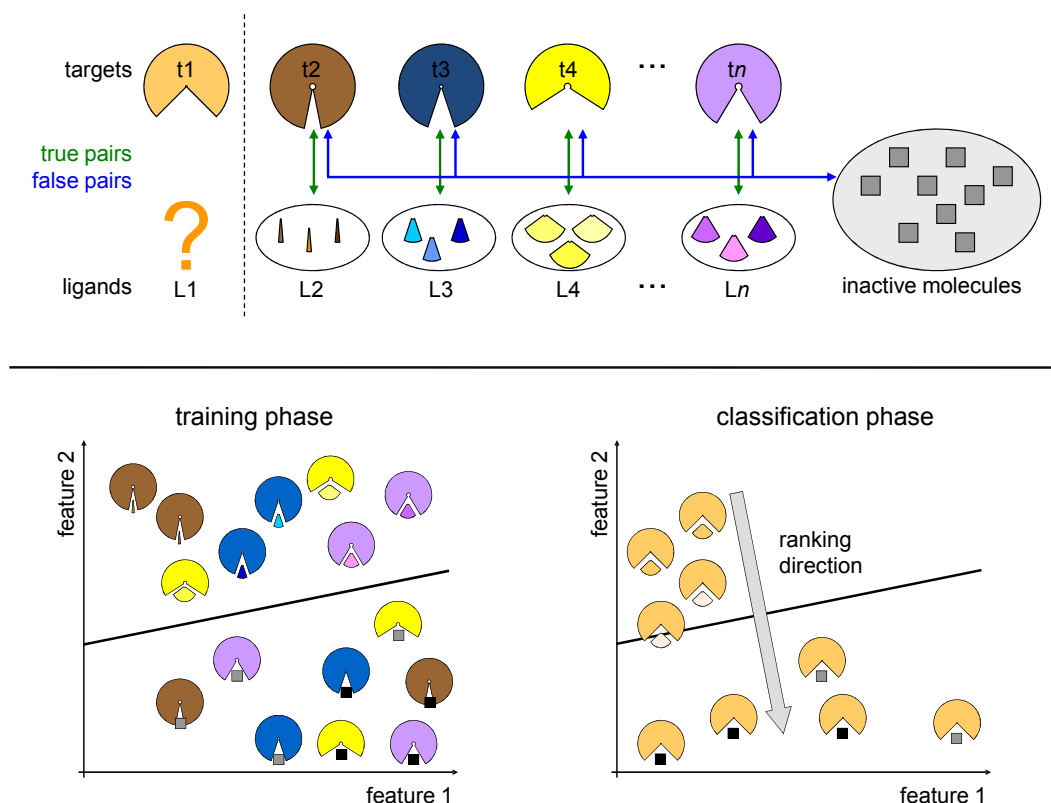 targets t1 t2 t3 t4 ... tn
true pairs
false pairs
?
ligands L1 L2 L3 L4 ... Ln inactive molecules
training phase
feature 2
feature 1
classification phase
feature 2
ranking
direction
feature 1